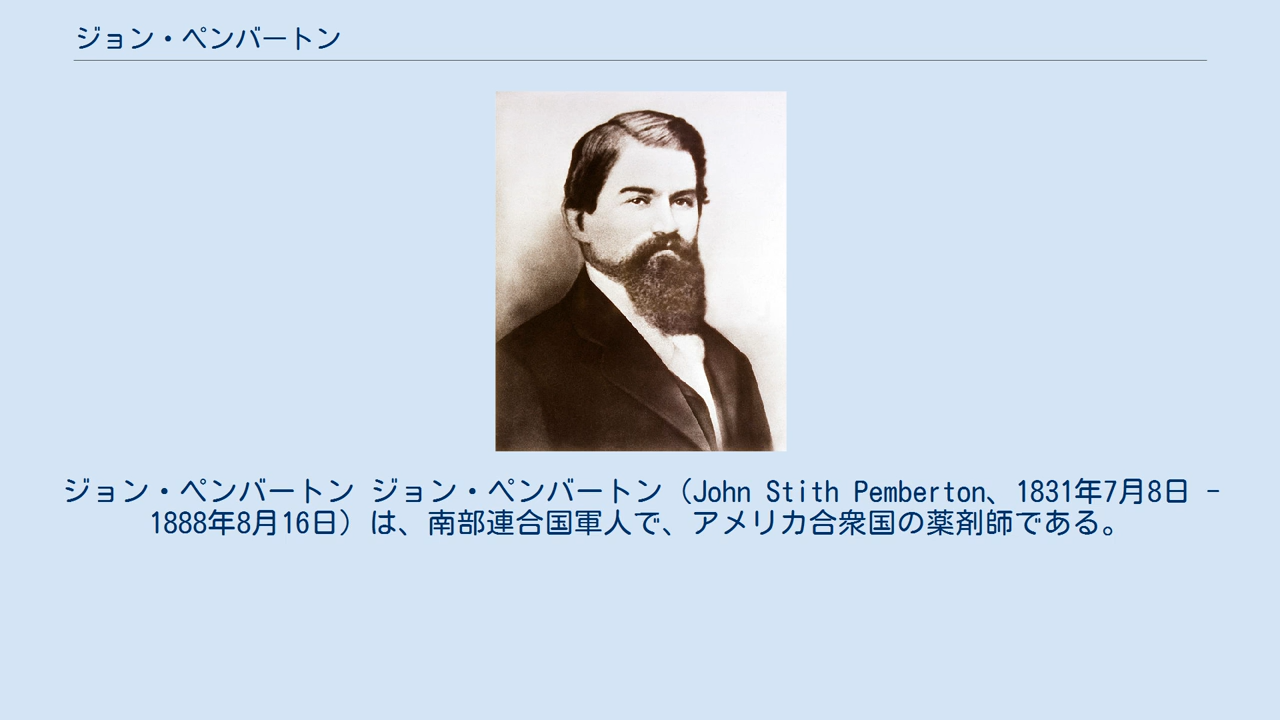 ジョン・ペンバートン
ジョン・ペンバートン ジョン・ペンバートン（John Stith Pemberton、1831年7月8日 -
1888年8月16日）は、南部連合国軍人で、アメリカ合衆国の薬剤師である。